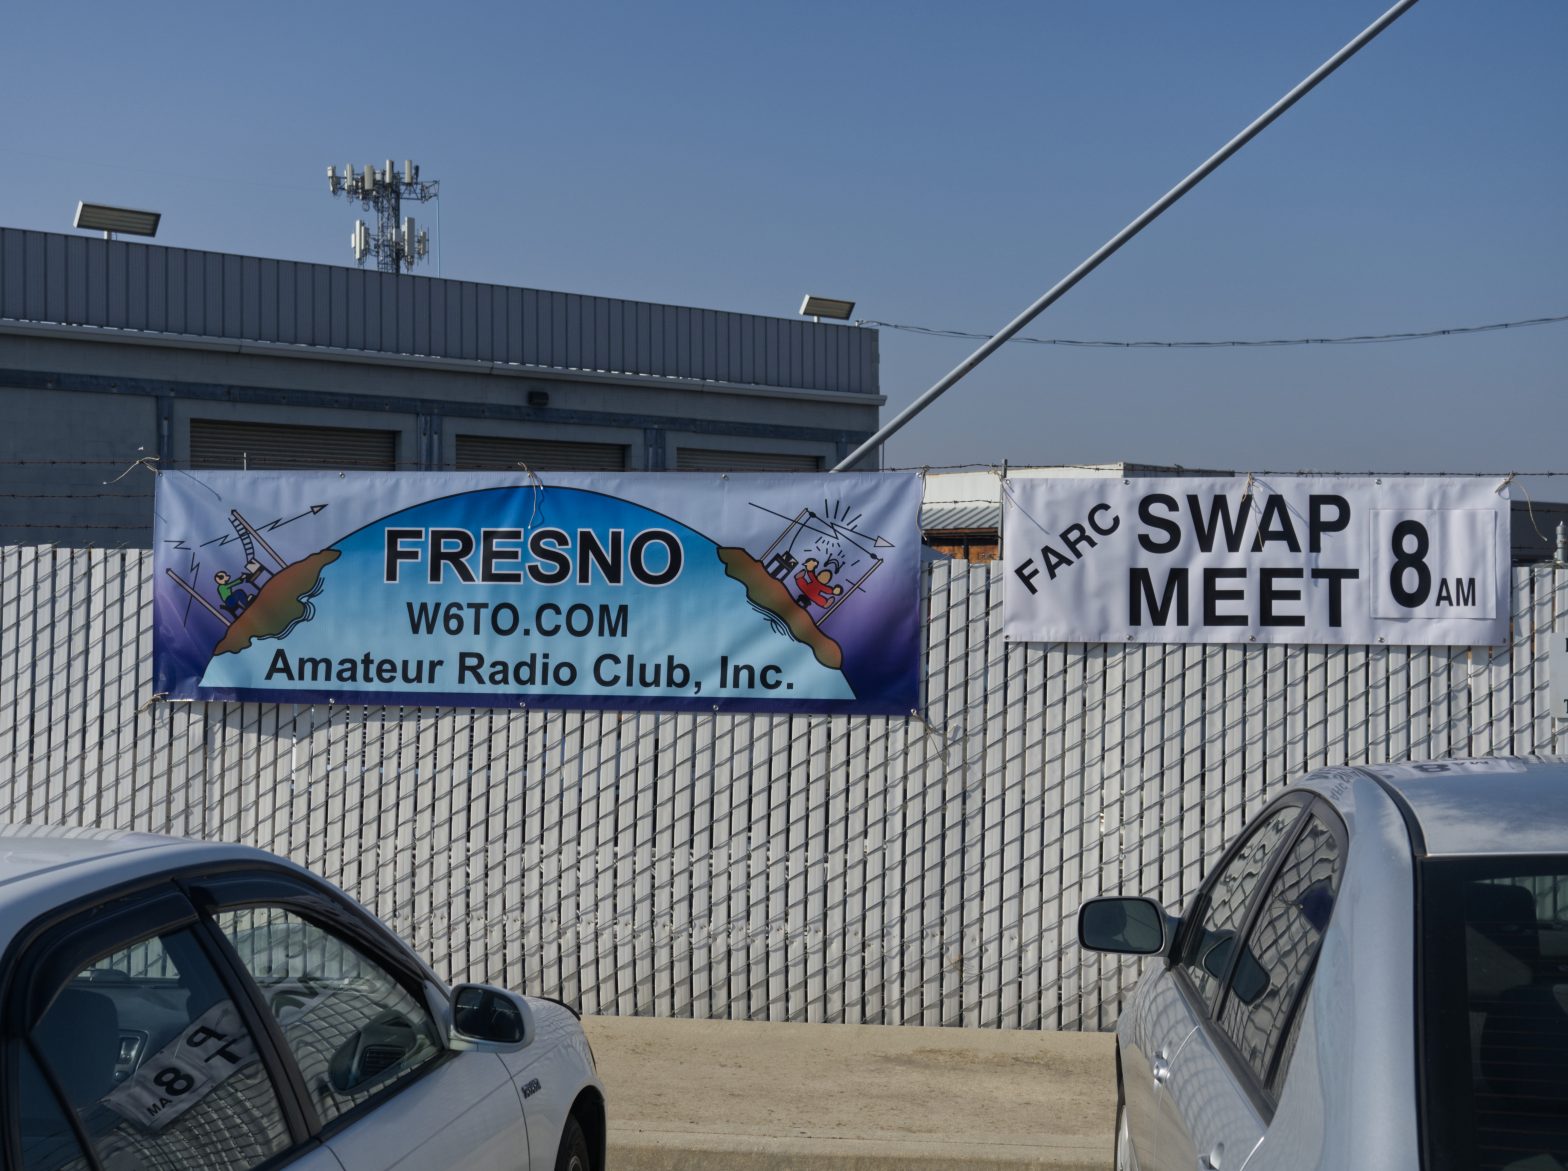 FRESNO
W6TO.COM
Amateur Radio Club, Inc.
FARC
SWAP
MEET
8AM